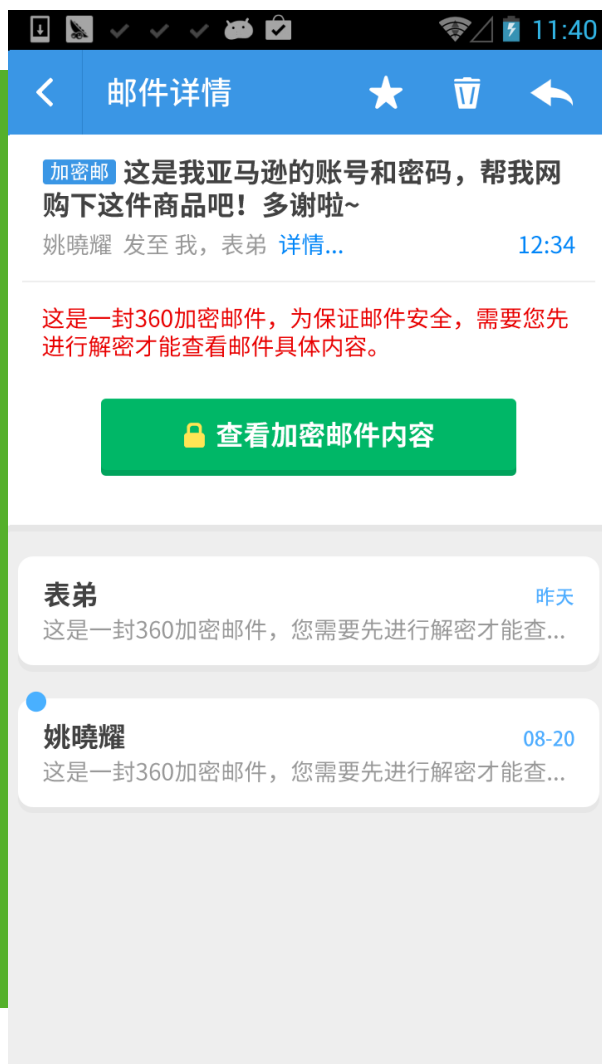 11:40
邮件详情
加密邮 这是我亚马逊的账号和密码，帮我网
购下这件商品吧！多谢啦~
姚曉耀 发至 我，表弟 详情... 12:34
这是一封360加密邮件，为保证邮件安全，需要您先
进行解密才能查看邮件具体内容。
查看加密邮件内容
表弟 昨天
这是一封360加密邮件，您需要先进行解密才能查...
姚曉耀 08-20
这是一封360加密邮件，您需要先进行解密才能查...